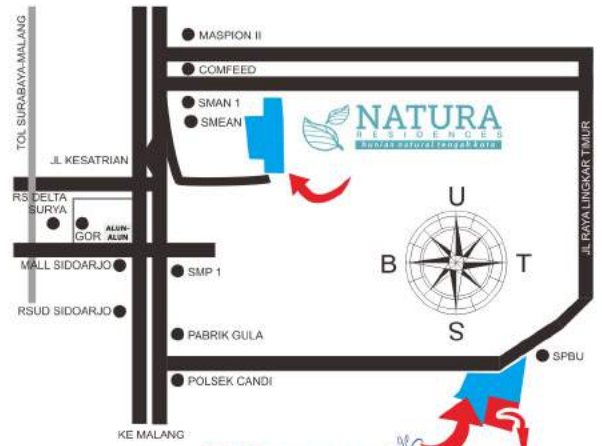 MASPION II
COMFEED
SMAN 1
SMEAN
NATURA
RESIDENCES
hunian natural tengah kota
TOL SURABAYA-MALANG
JL KESATRIAN
RS DELTA
SURYA
GOR
ALUN-
ALUN
MALL SIDOARJO
SMP 1
RSUD SIDOARJO
PABRIK GULA
POLSEK CANDI
KE MALANG
U
B
T
S
JL RAYA LINGKAR TIMUR
SPBU